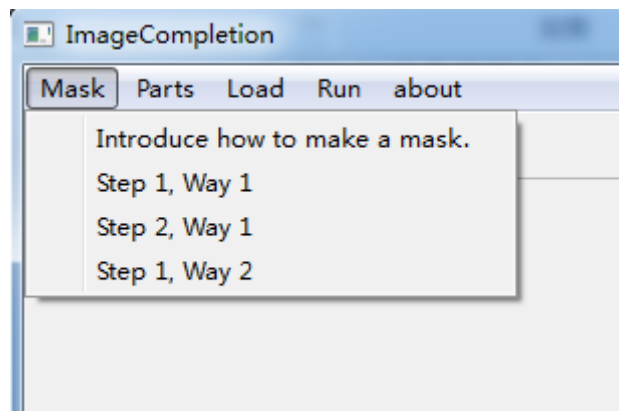 ImageCompletion
Mask Parts Load Run about
Introduce how to make a mask.
Step 1, Way 1
Step 2, Way 1
Step 1, Way 2